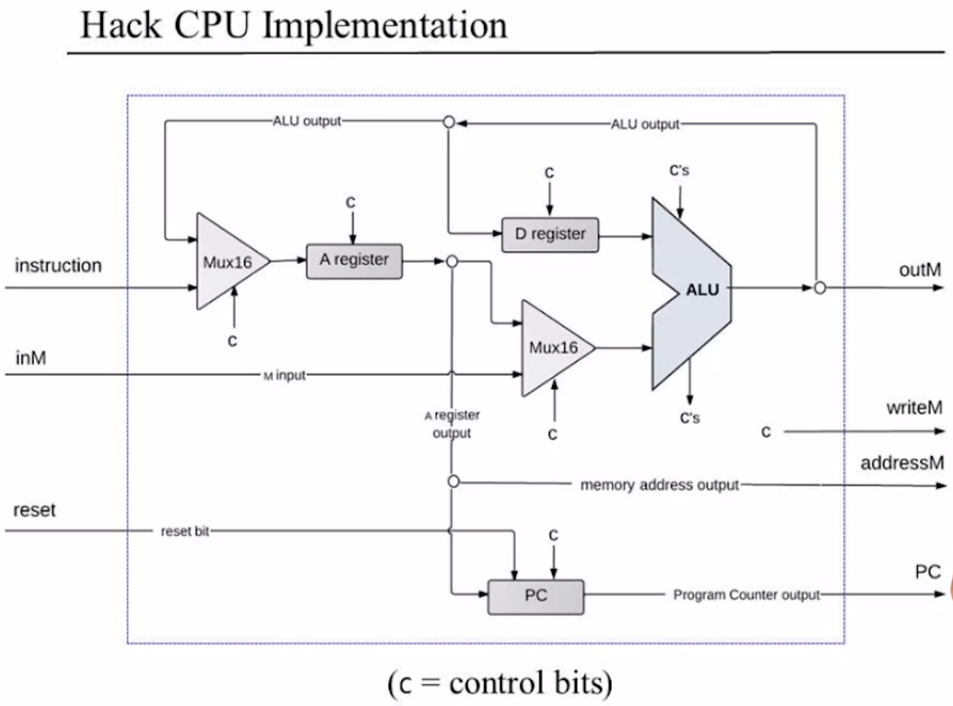 Hack CPU Implementation
ALU output
ALU output
C
C
C's
instruction
Mux16
A register
D register
ALU
outM
C
inM
M input
Mux16
A register
output
C
C's
C
writeM
addressM
memory address output
reset
reset bit
C
PC
Program Counter output
PC
(c = control bits)